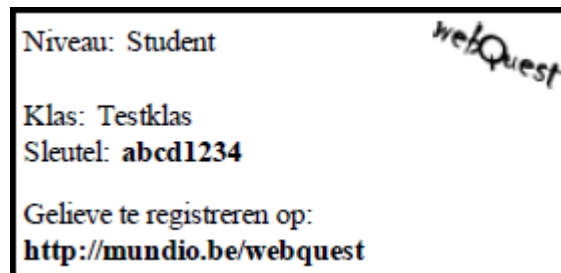 Niveau: Student
webQuest
Klas: Testklas
Sleutel: abcd1234
Gelieve te registreren op:
http://mundio.be/webquest